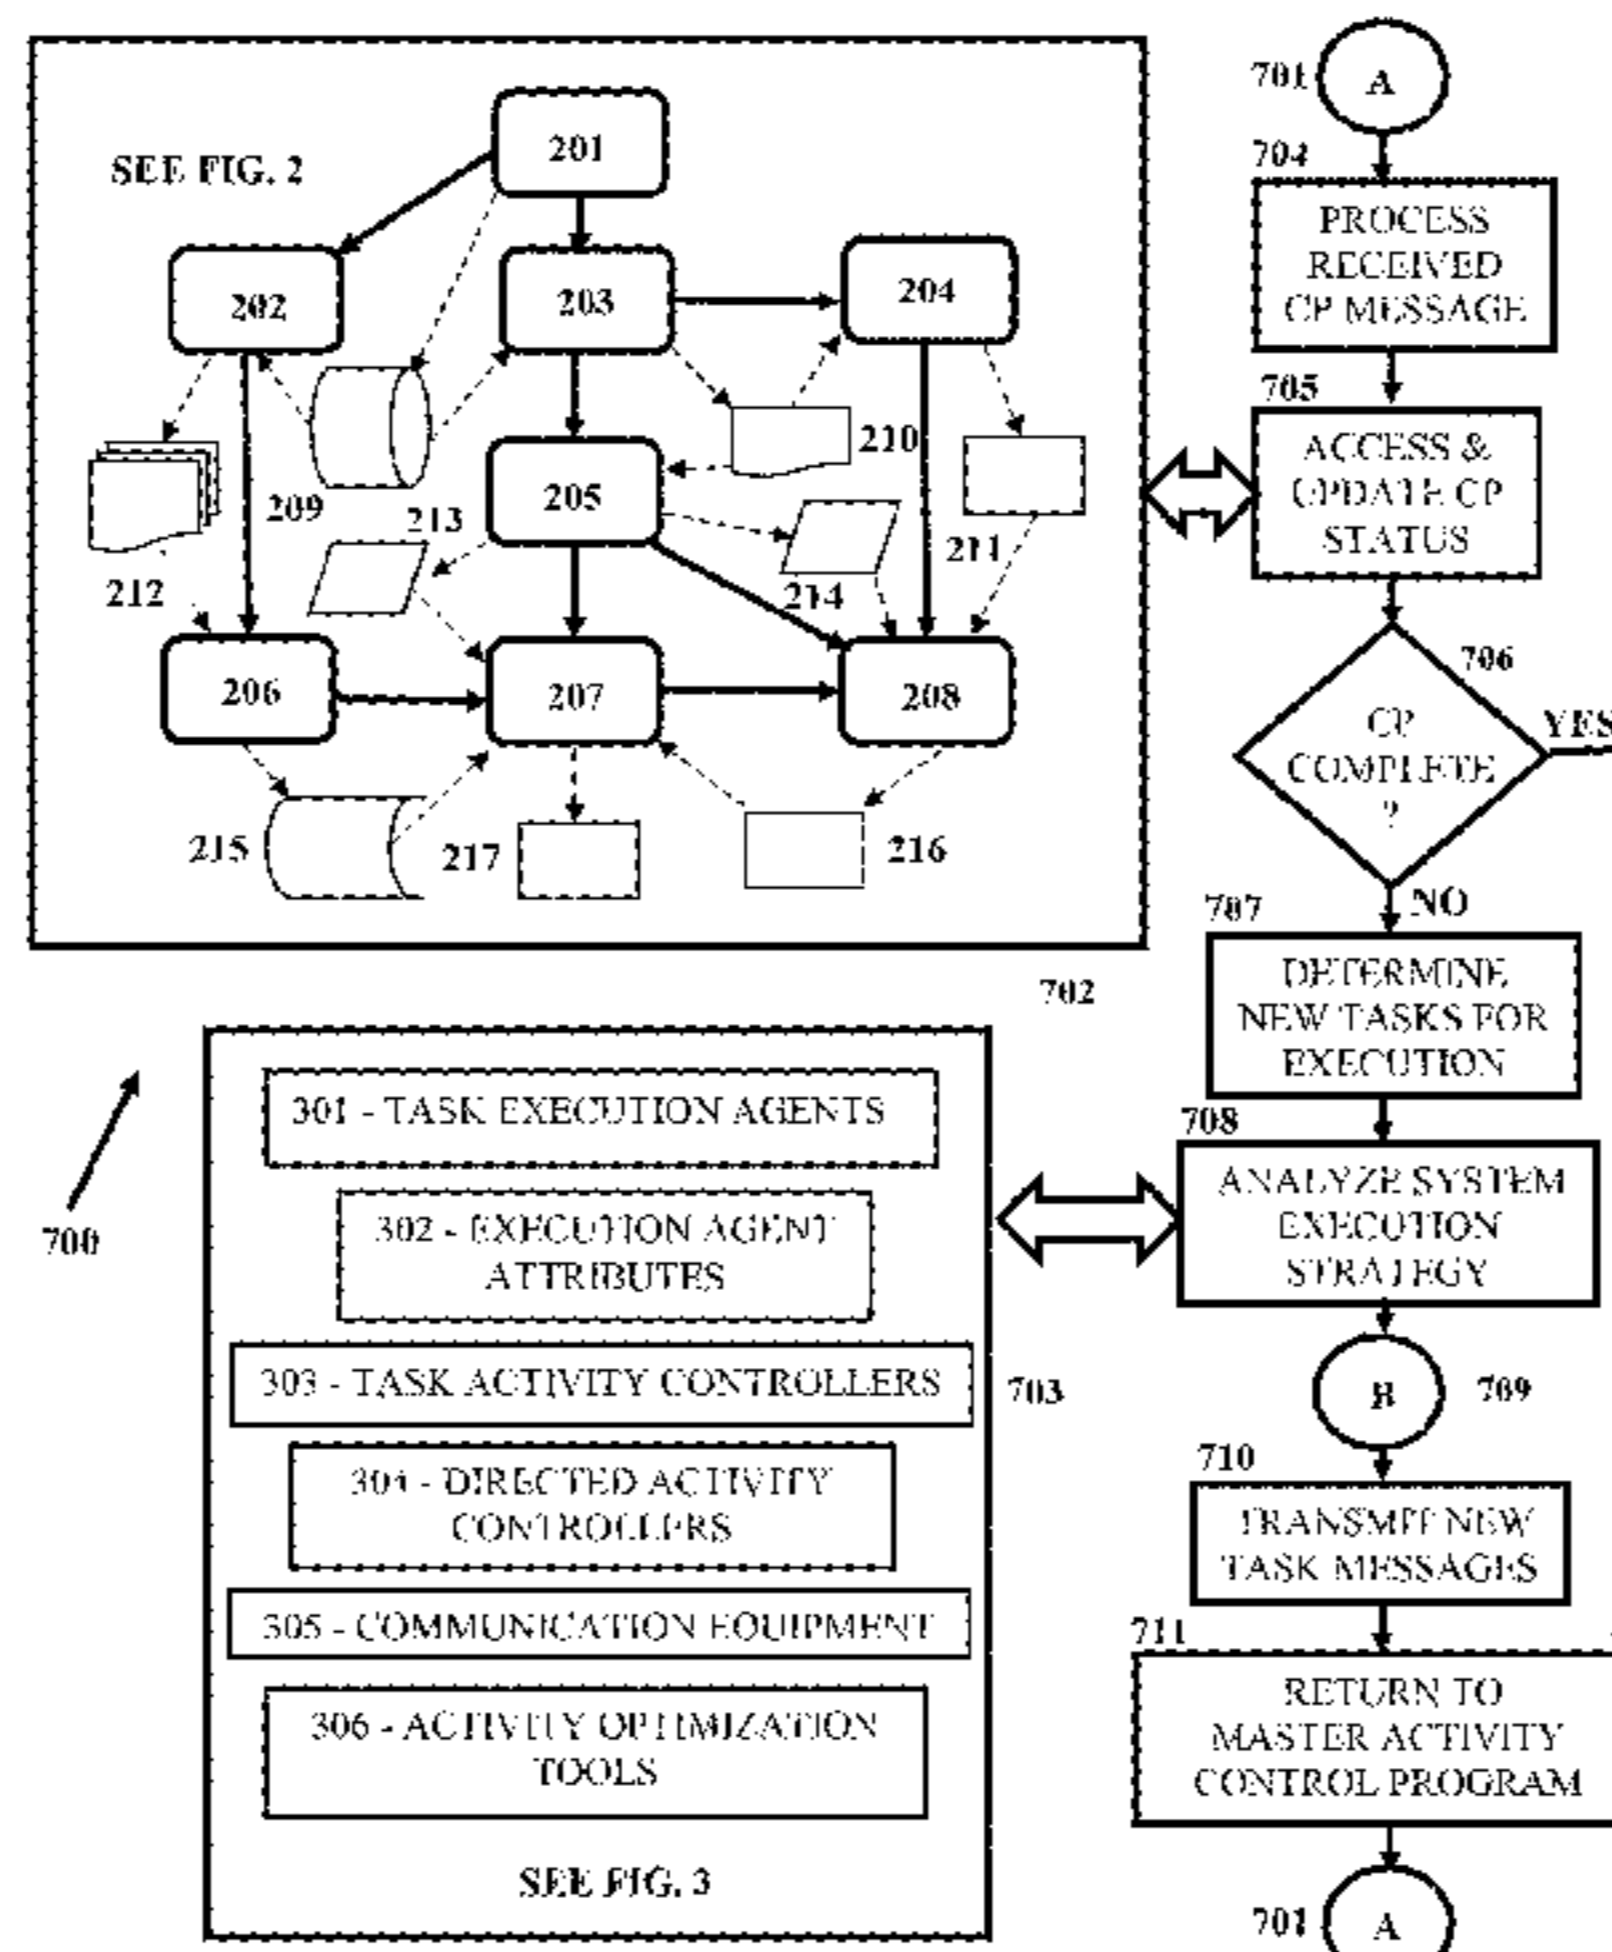 SEE FIG. 2
201
202
203
204
209
210
205
213
212
214
211
206
207
208
215
217
216
702
700
301 - TASK EXECUTION AGENTS
302 - EXECUTION AGENT
ATTRIBUTES
303 - TASK ACTIVITY CONTROLLERS
703
304 - DIRECTED ACTIVITY
CONTROLLERS
305 - COMMUNICATION EQUIPMENT
306 - ACTIVITY OPTIMIZATION
TOOLS
SEE FIG. 3
701
A
704
PROCESS
RECEIVED
CP MESSAGE
705
ACCESS &
UPDATE CP
STATUS
706
CP
COMPLETE
?
YES
NO
707
DETERMINE
NEW TASKS FOR
EXECUTION
708
ANALYZE SYSTEM
EXECUTION
STRATEGY
B
709
710
TRANSMIT NEW
TASK MESSAGES
711
RETURN TO
MASTER ACTIVITY
CONTROL PROGRAM
701
A